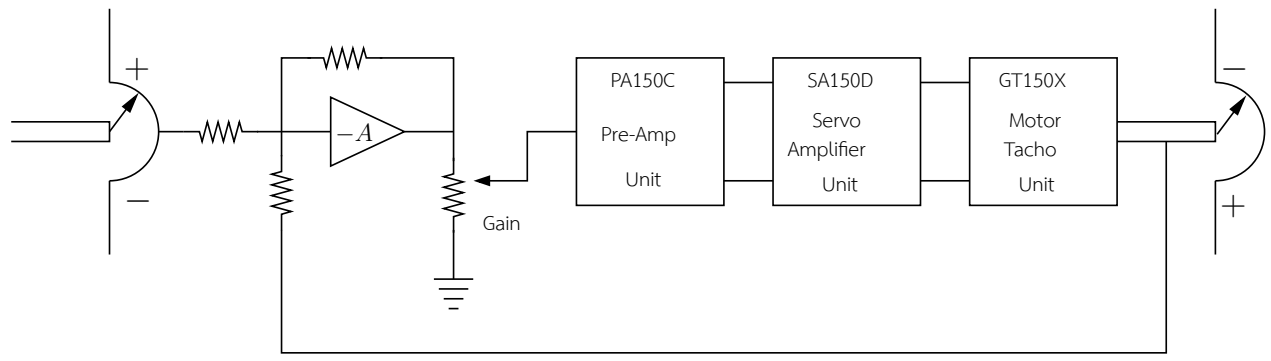 +
−
−A
Gain
PA150C
Pre-Amp
Unit
SA150D
Servo
Amplifier
Unit
GT150X
Motor
Tacho
Unit
−
+